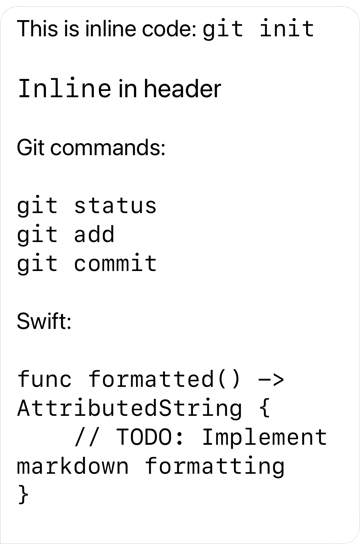 This is inline code: git init
Inline in header
Git commands:
git status
git add
git commit
Swift:
func formatted() ->
AttributedString {
    // TODO: Implement
markdown formatting
}